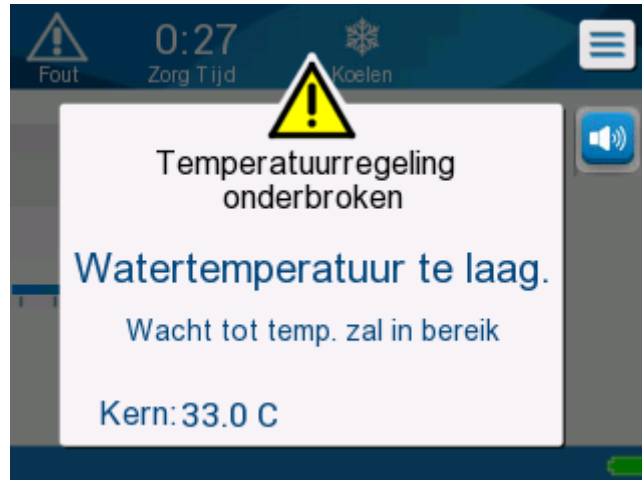 0:27
Fout
Zorg Tijd
Koelen
Temperatuurregeling
onderbroken
Watertemperatuur te laag.
Wacht tot temp. zal in bereik
Kern: 33.0 C